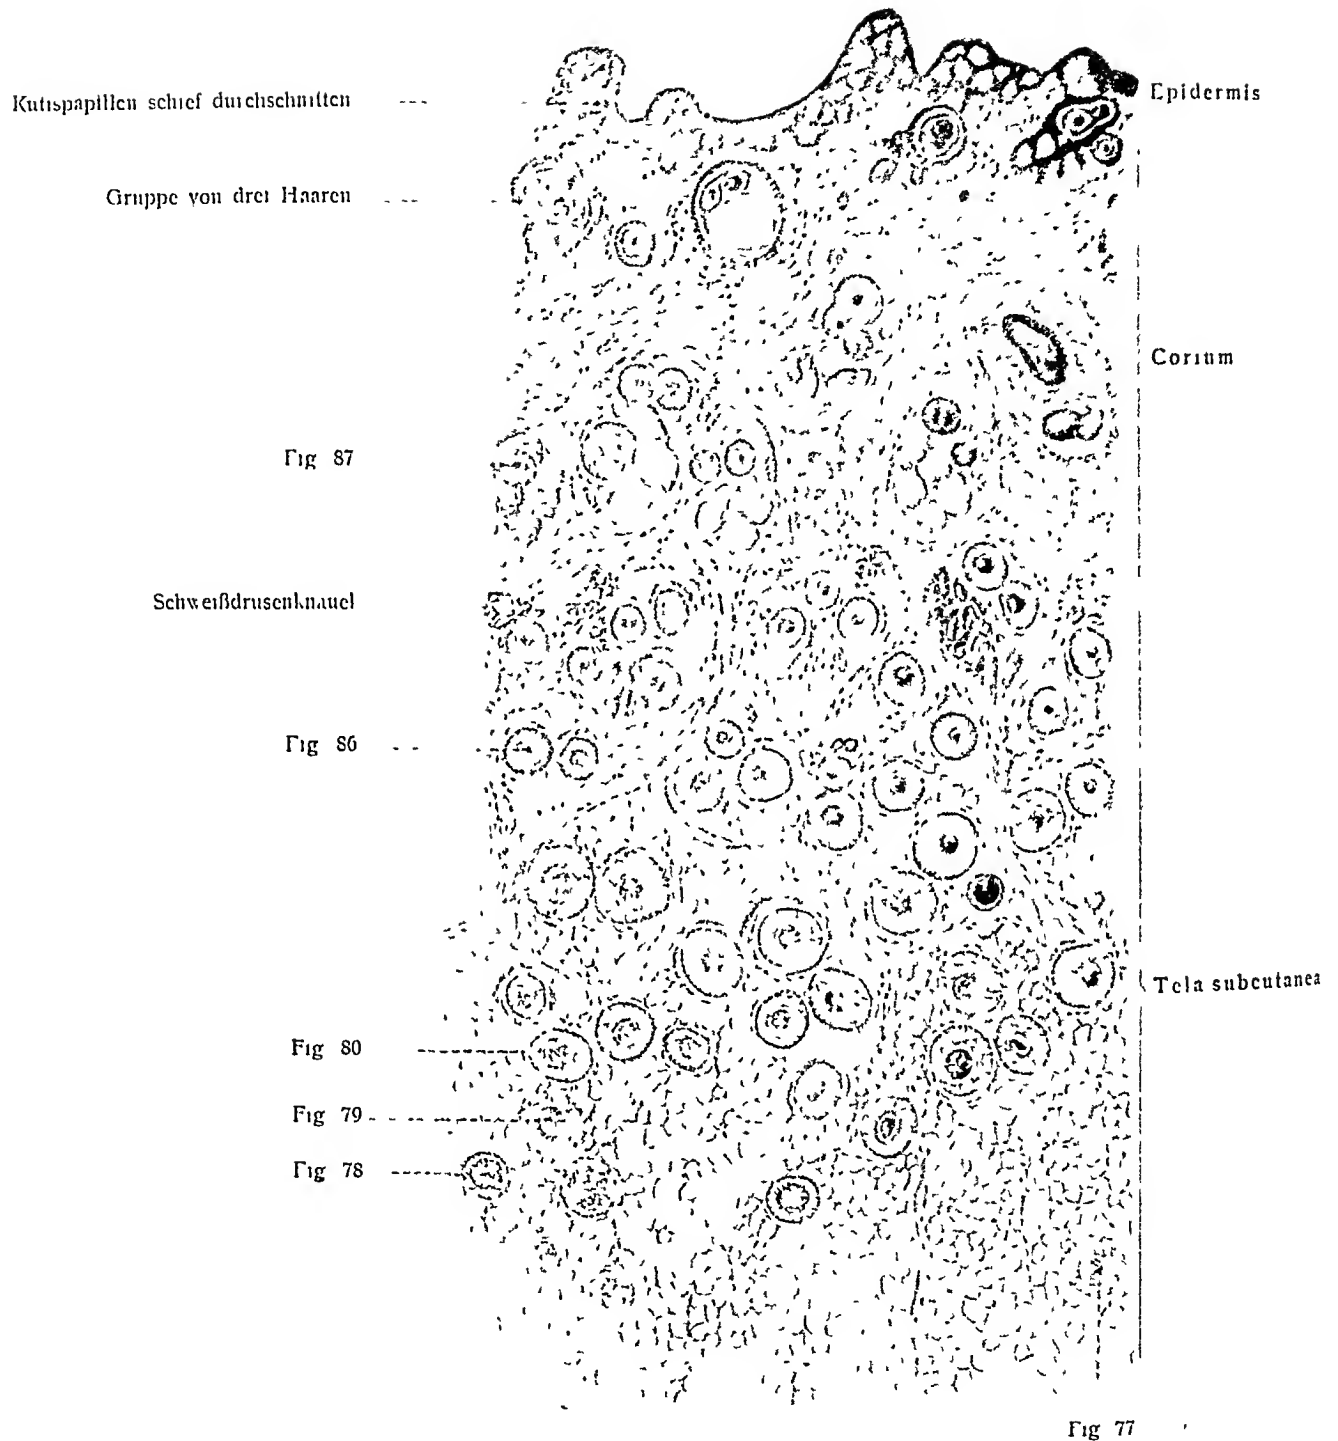 Kutispapillen schief durchschnitten
Epidermis
Gruppe von drei Haaren
Corium
Fig 87
Schweißdrusenknauel
Fig 86
Tela subcutanea
Fig 80
Fig 79
Fig 78
Fig 77